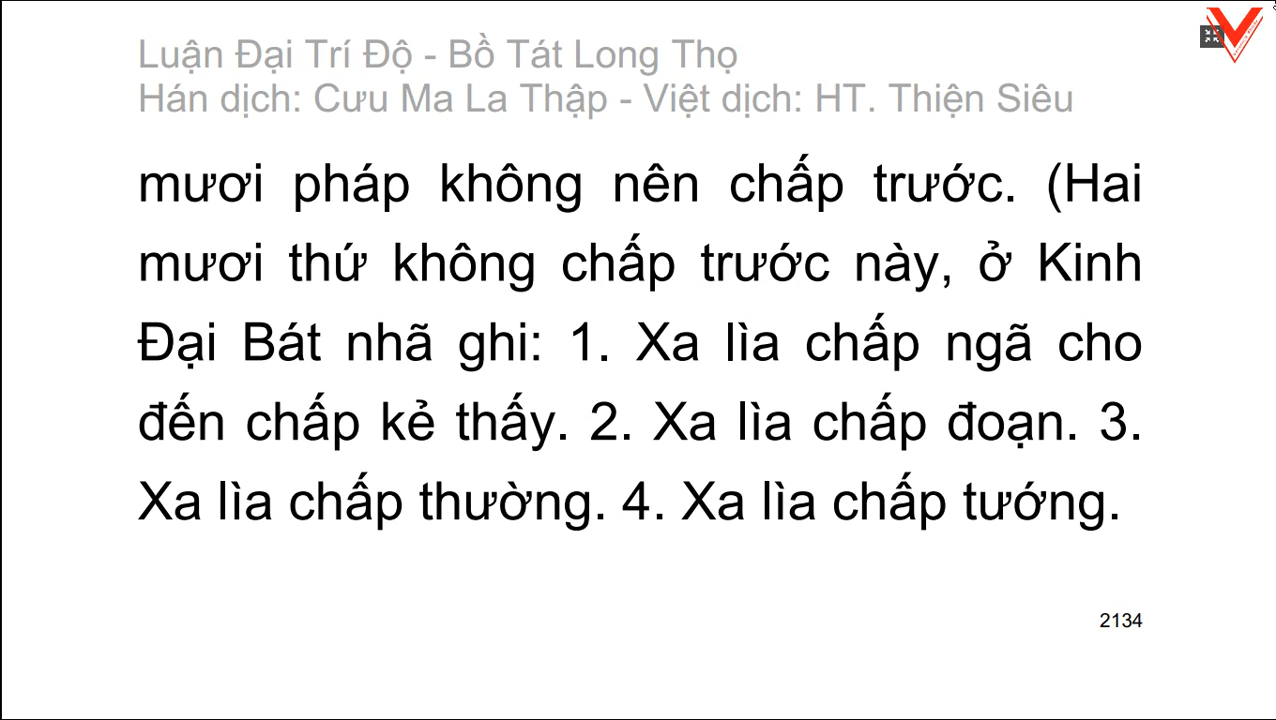 Luận Đại Trí Độ - Bồ Tát Long Thọ
Hán dịch: Cưu Ma La Thập - Việt dịch: HT. Thiện Siêu
mươi pháp không nên chấp trước. (Hai
mươi thứ không chấp trước này, ở Kinh
Đại Bát nhã ghi: 1. Xa lìa chấp ngã cho
đến chấp kẻ thấy. 2. Xa lìa chấp đoạn. 3.
Xa lìa chấp thường. 4. Xa lìa chấp tướng.
2134